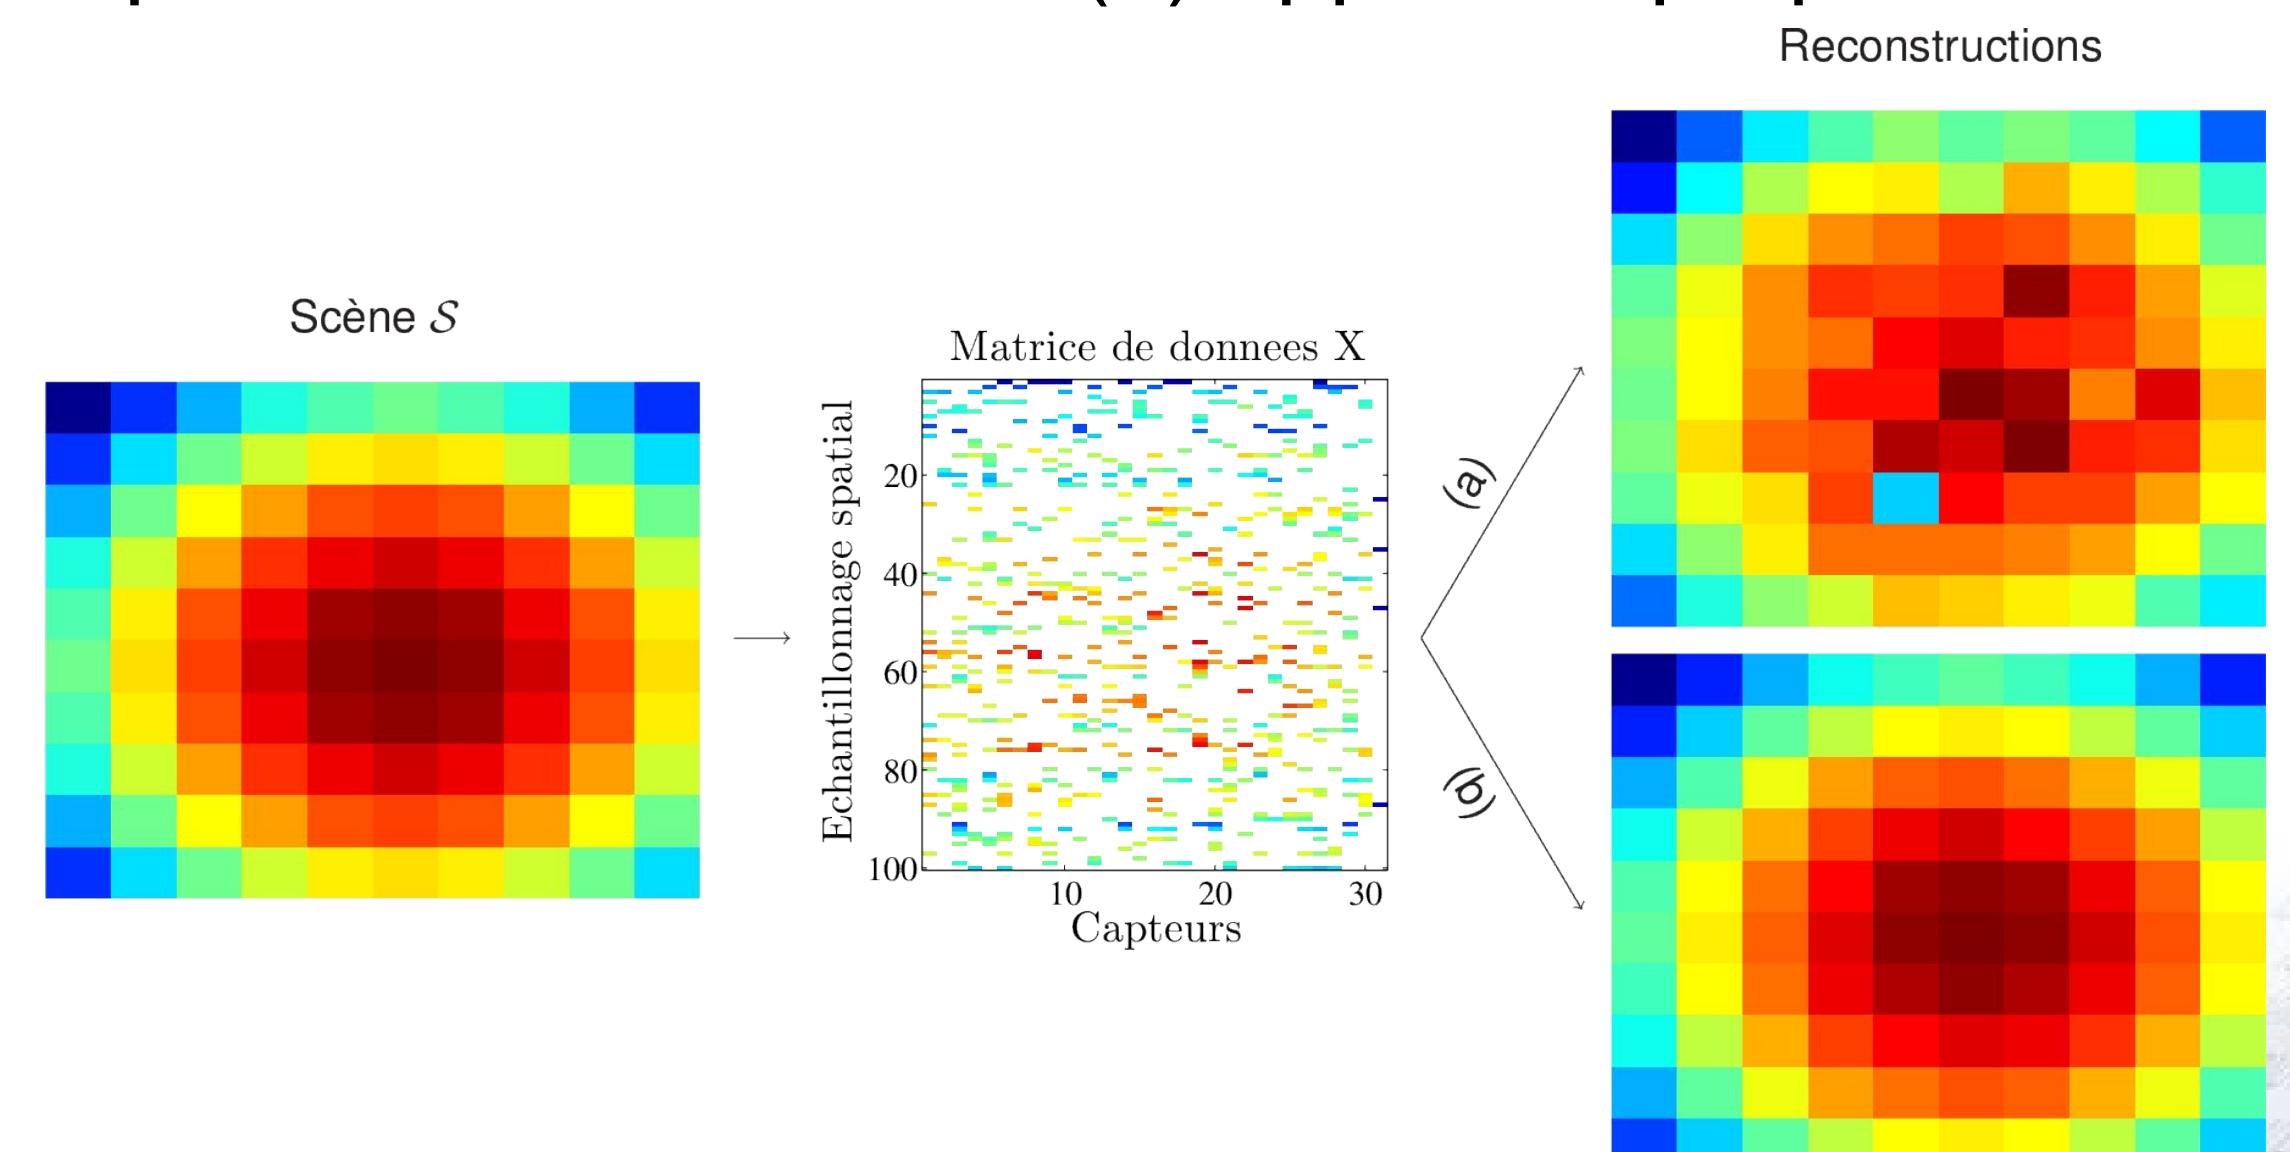 Reconstructions
Scène 𝒮
Matrice de donnees X
Echantillonnage spatial
20
40
60
80
100
10 20 30
Capteurs
(a)
(b)